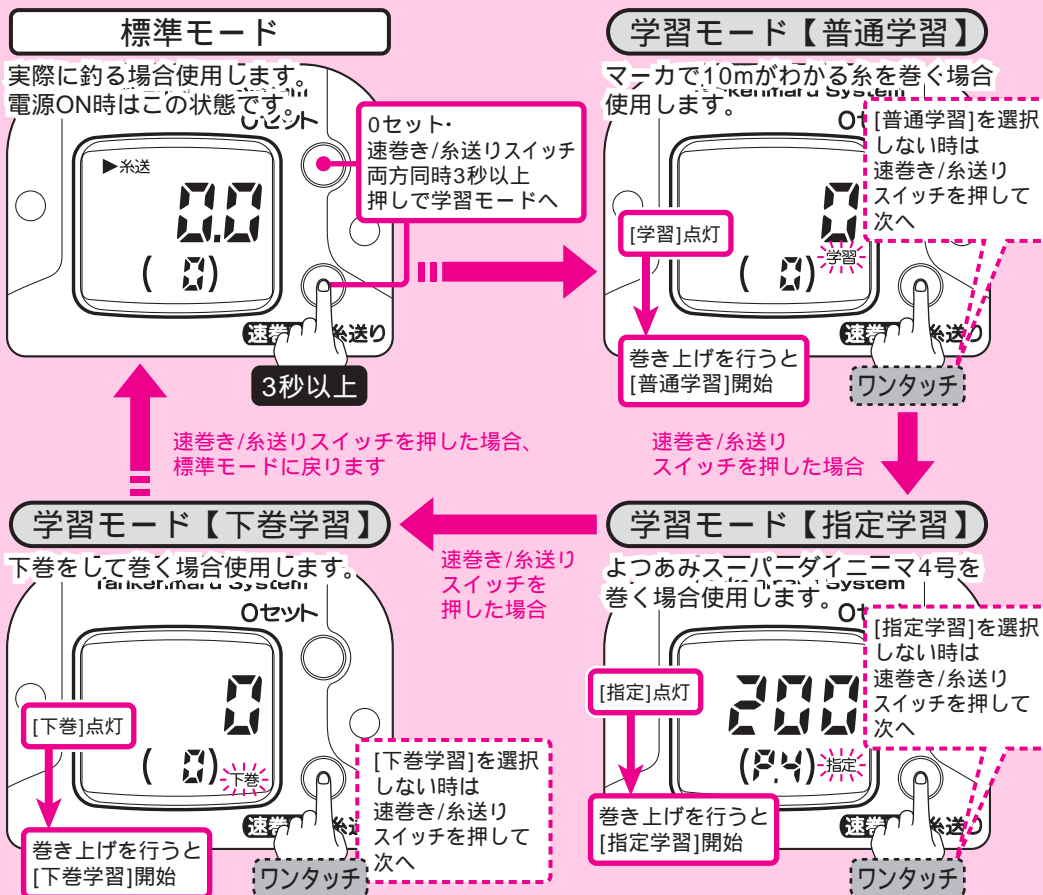 標準モード
実際に釣る場合使用します。
電源ON時はこの状態です。
0セット
▶糸送
0.0
( 0)
0セット・
速巻き/糸送りスイッチ
両方同時3秒以上
押しで学習モードへ
糸送り
3秒以上
学習モード【普通学習】
マーカで10mがわかる糸を巻く場合
使用します。
[普通学習]を選択
しない時は
速巻き/糸送り
スイッチを押して
次へ
[学習]点灯
0
( 0)
学習
巻き上げを行うと
[普通学習]開始
ワンタッチ
速巻き/糸送りスイッチを押した場合、
標準モードに戻ります
速巻き/糸送り
スイッチを押した場合
学習モード【下巻学習】
下巻をして巻く場合使用します。
Tankenmaru System
0セット
[下巻]点灯
0
( 0)
下巻
巻き上げを行うと
[下巻学習]開始
[下巻学習]を選択
しない時は
速巻き/糸送り
スイッチを押して
次へ
ワンタッチ
速巻き/糸送り
スイッチを
押した場合
学習モード【指定学習】
よつあみスーパーダイニーマ4号を
巻く場合使用します。
System
[指定学習]を選択
しない時は
速巻き/糸送り
スイッチを押して
次へ
[指定]点灯
200
(P.4)
指定
巻き上げを行うと
[指定学習]開始
ワンタッチ